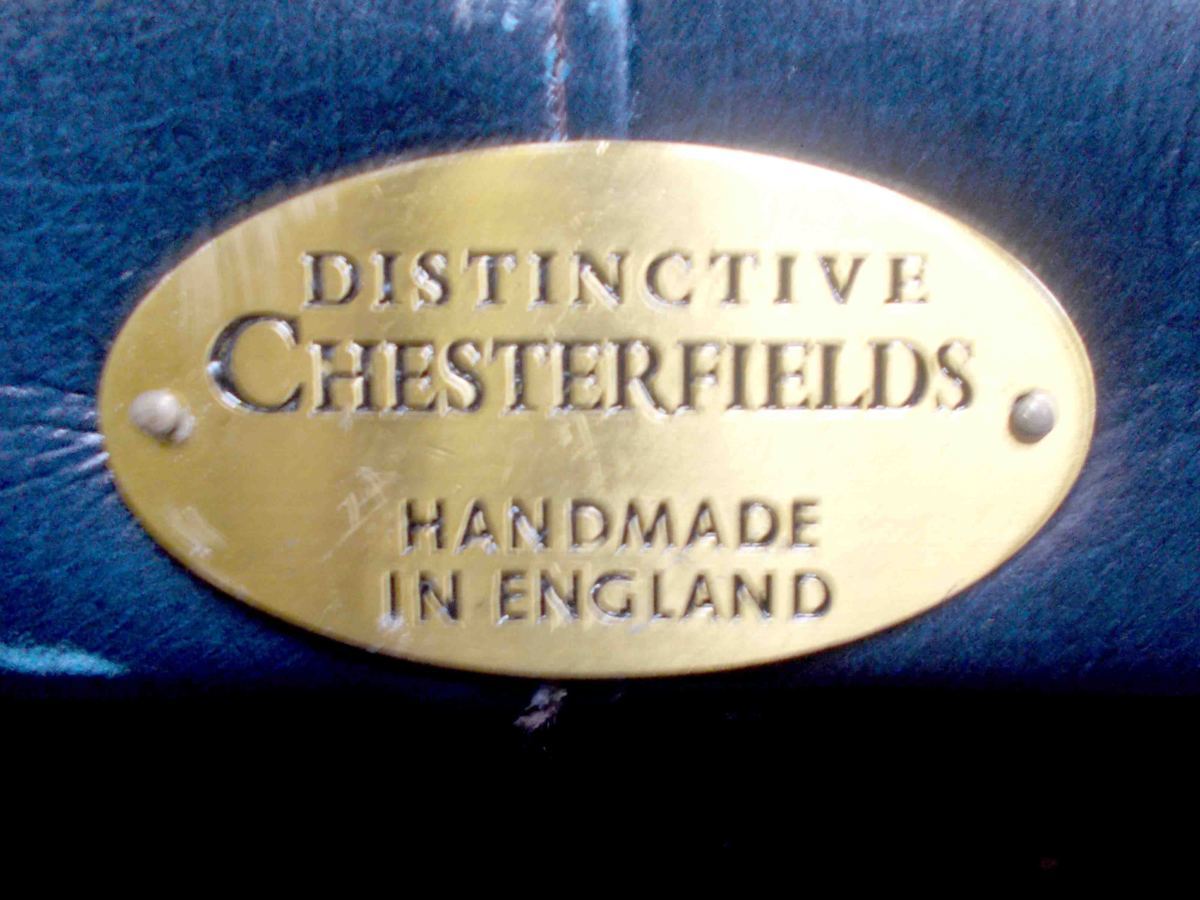 DISTINCTIVE
CHESTERFIELDS
HANDMADE
IN ENGLAND